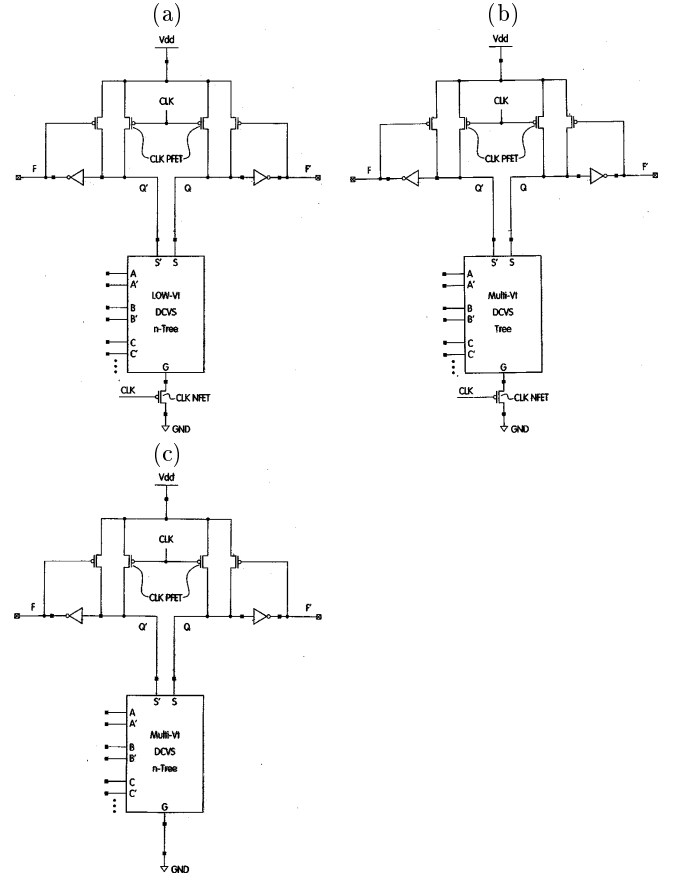 (a)
Vdd
CLK
CLK PFET
F
F'
Q'
Q
S' S
A
A'
LOW-Vt
DCVS
n-Tree
B
B'
C
C'
G
CLK
CLK NFET
GND
(b)
Vdd
CLK
CLK PFET
F
F'
Q'
Q
S' S
A
A'
Multi-Vt
DCVS
Tree
B
B'
C
C'
G
CLK
CLK NFET
GND
(c)
Vdd
CLK
CLK PFET
F
F'
Q'
Q
S' S
A
A'
Multi-Vt
DCVS
n-Tree
B
B'
C
C'
G
GND